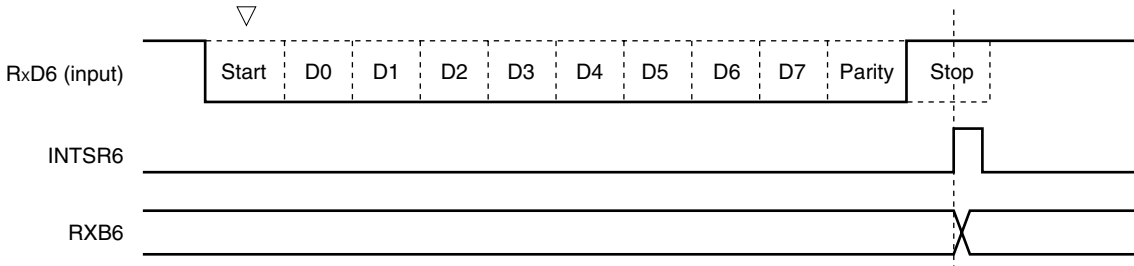 RxD6 (input) Start D0 D1 D2 D3 D4 D5 D6 D7 Parity Stop
INTSR6
RXB6